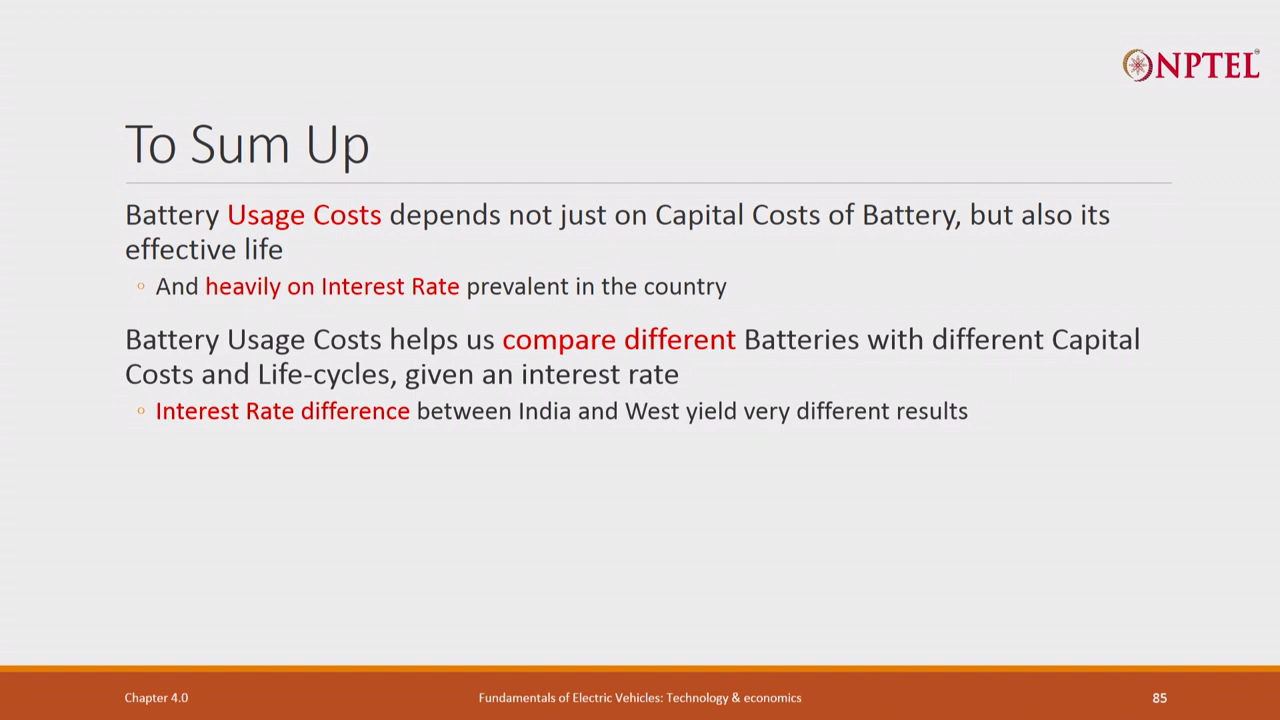 NPTEL
To Sum Up
Battery Usage Costs depends not just on Capital Costs of Battery, but also its
effective life
And heavily on Interest Rate prevalent in the country
Battery Usage Costs helps us compare different Batteries with different Capital
Costs and Life-cycles, given an interest rate
Interest Rate difference between India and West yield very different results
Chapter 4.0
Fundamentals of Electric Vehicles: Technology & economics
85